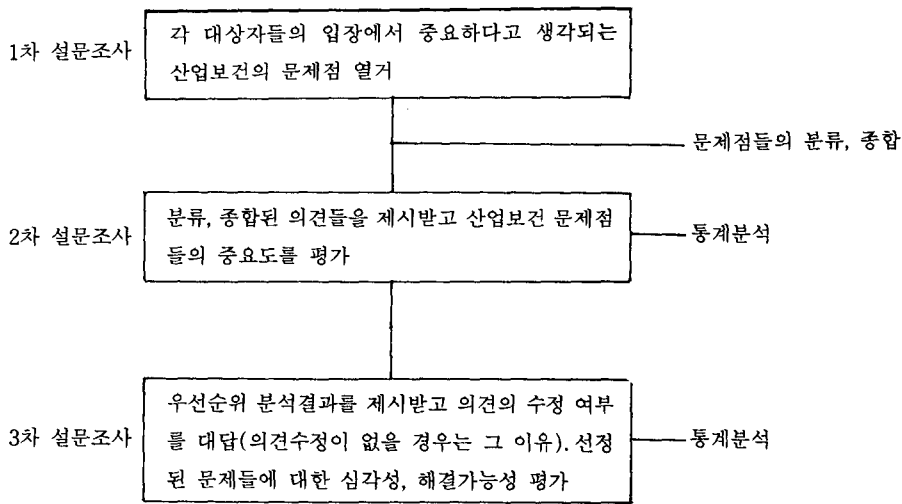 각 대상자들의 입장에서 중요하다고 생각되는
1차 설문조사
산업보건의 문제점 열거
문제점들의 분류, 종합
분류, 종합된 의견들을 제시받고 산업보건 문제점
2차 설문조사
들의 중요도를 평가
통계분석
우선순위 분석결과를 제시받고 의견의 수정 여부
3차 설문조사
를 대답(의견수정이 없을 경우는 그 이유). 선정
통계분석
된 문제들에 대한 심각성, 해결가능성 평가